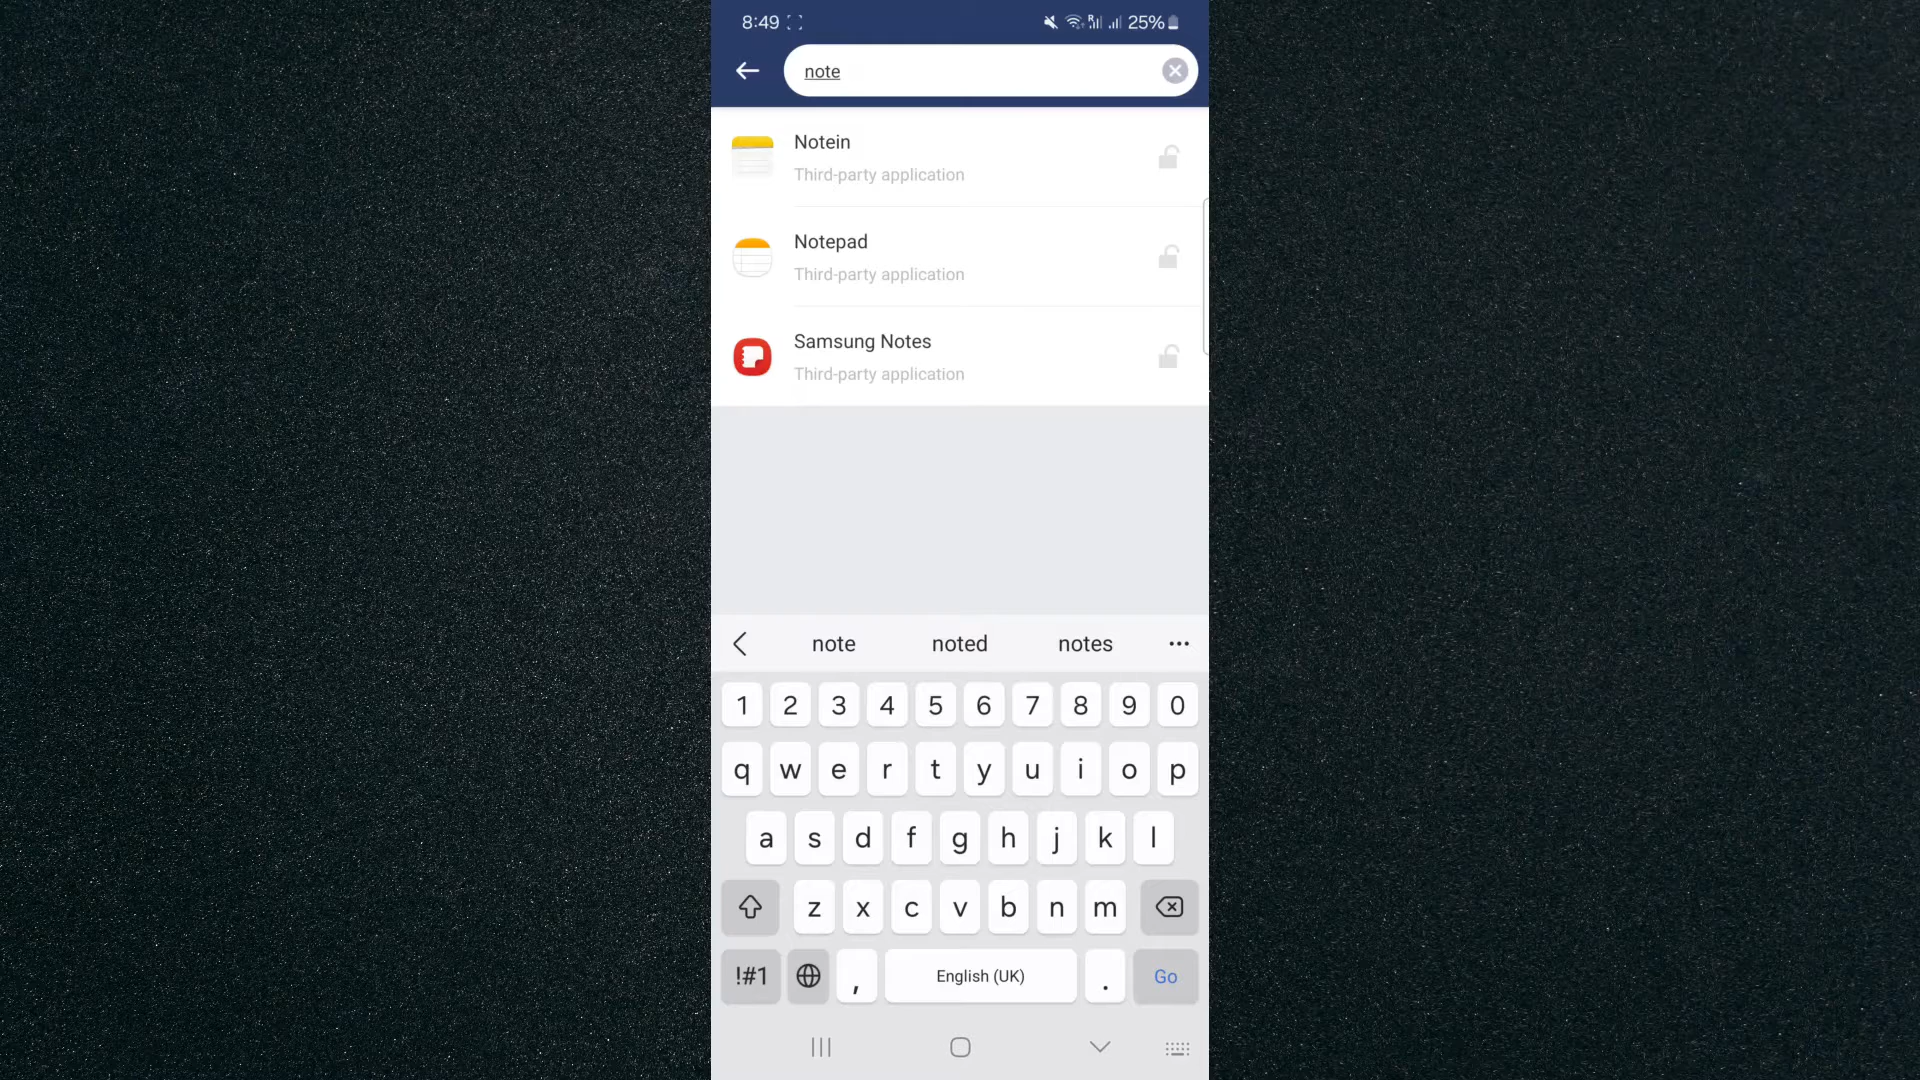 8:49
25%
note
Notein
Third-party application
Notepad
Third-party application
Samsung Notes
Third-party application
note noted notes
1 2 3 4 5 6 7 8 9 0
q w e r t y u i o p
a s d f g h j k l
z x c v b n m
!#1 , English (UK) . Go